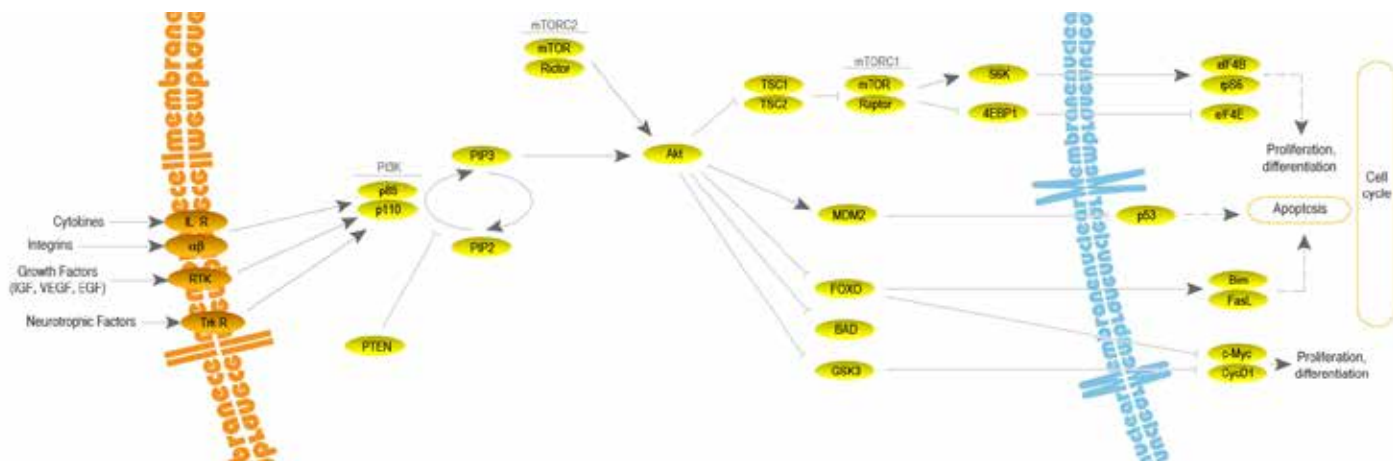 mTORC2
mTOR
Rictor
mTORC1
TSC1
TSC2
mTOR
Raptor
S6K
4EBP1
eIF4B
rpS6
eIF4E
Proliferation,
differentiation
Cell
cycle
PIP3
Akt
PI3K
p85
p110
PIP2
PTEN
Cytokines
IL R
Integrins
αβ
Growth Factors
(IGF, VEGF, EGF)
RTK
Neurotrophic Factors
Trk R
MDM2
p53
Apoptosis
FOXO
Bim
FasL
BAD
GSK3
c-Myc
CycD1
Proliferation,
differentiation